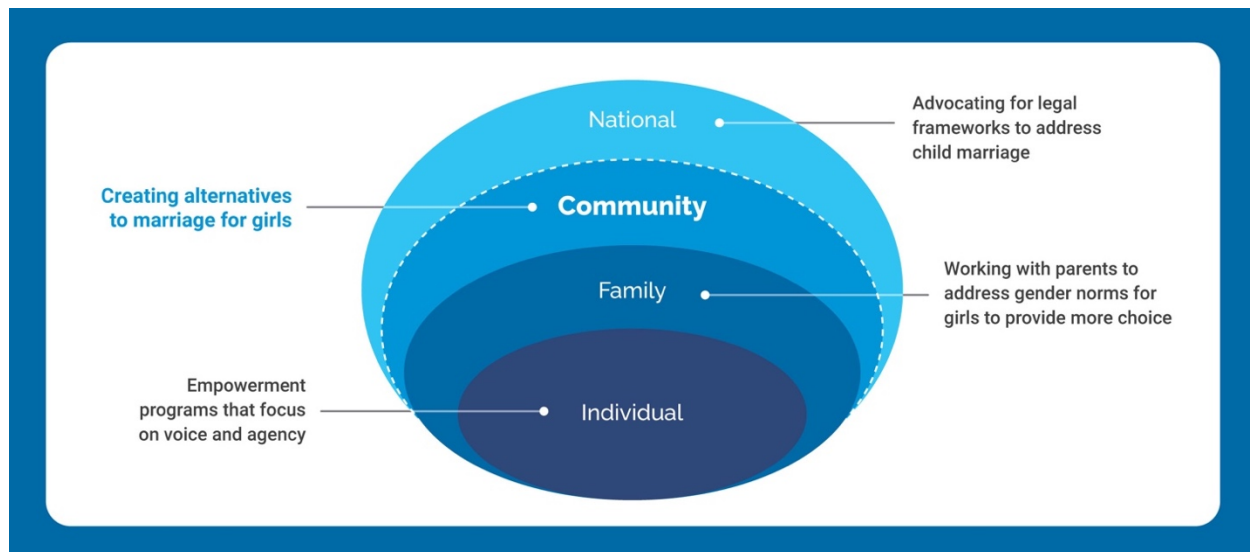 National
Advocating for legal
frameworks to address
child marriage
Creating alternatives
to marriage for girls
Community
Family
Working with parents to
address gender norms for
girls to provide more choice
Empowerment
programs that focus
on voice and agency
Individual